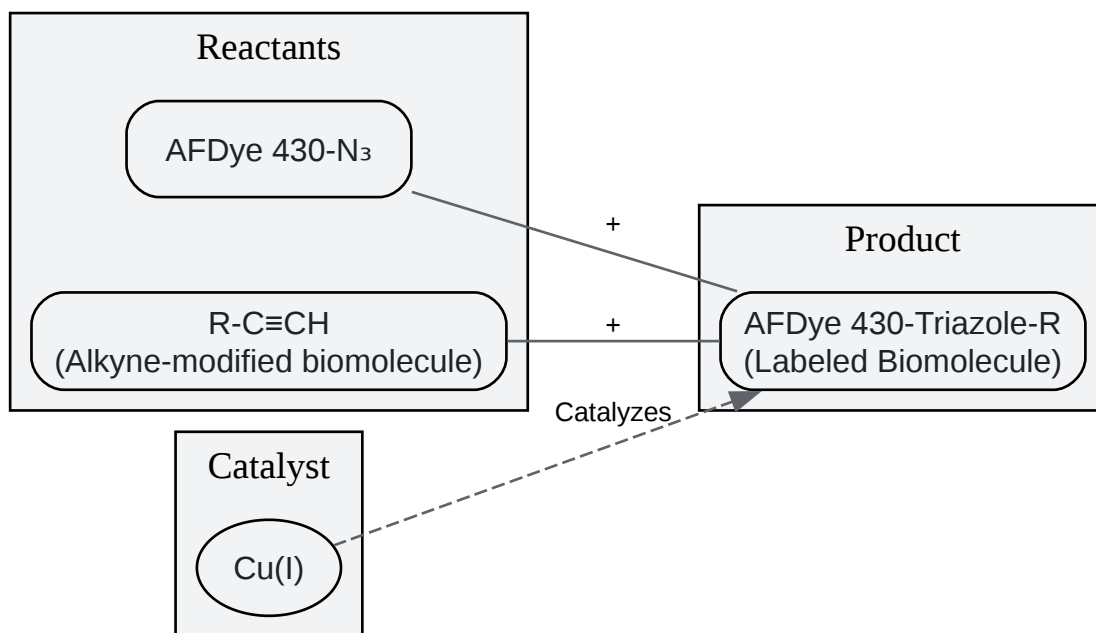 Reactants
AFDye 430-N₃
R-C≡CH
(Alkyne-modified biomolecule)
+
+
Product
AFDye 430-Triazole-R
(Labeled Biomolecule)
Catalyzes
Catalyst
Cu(I)